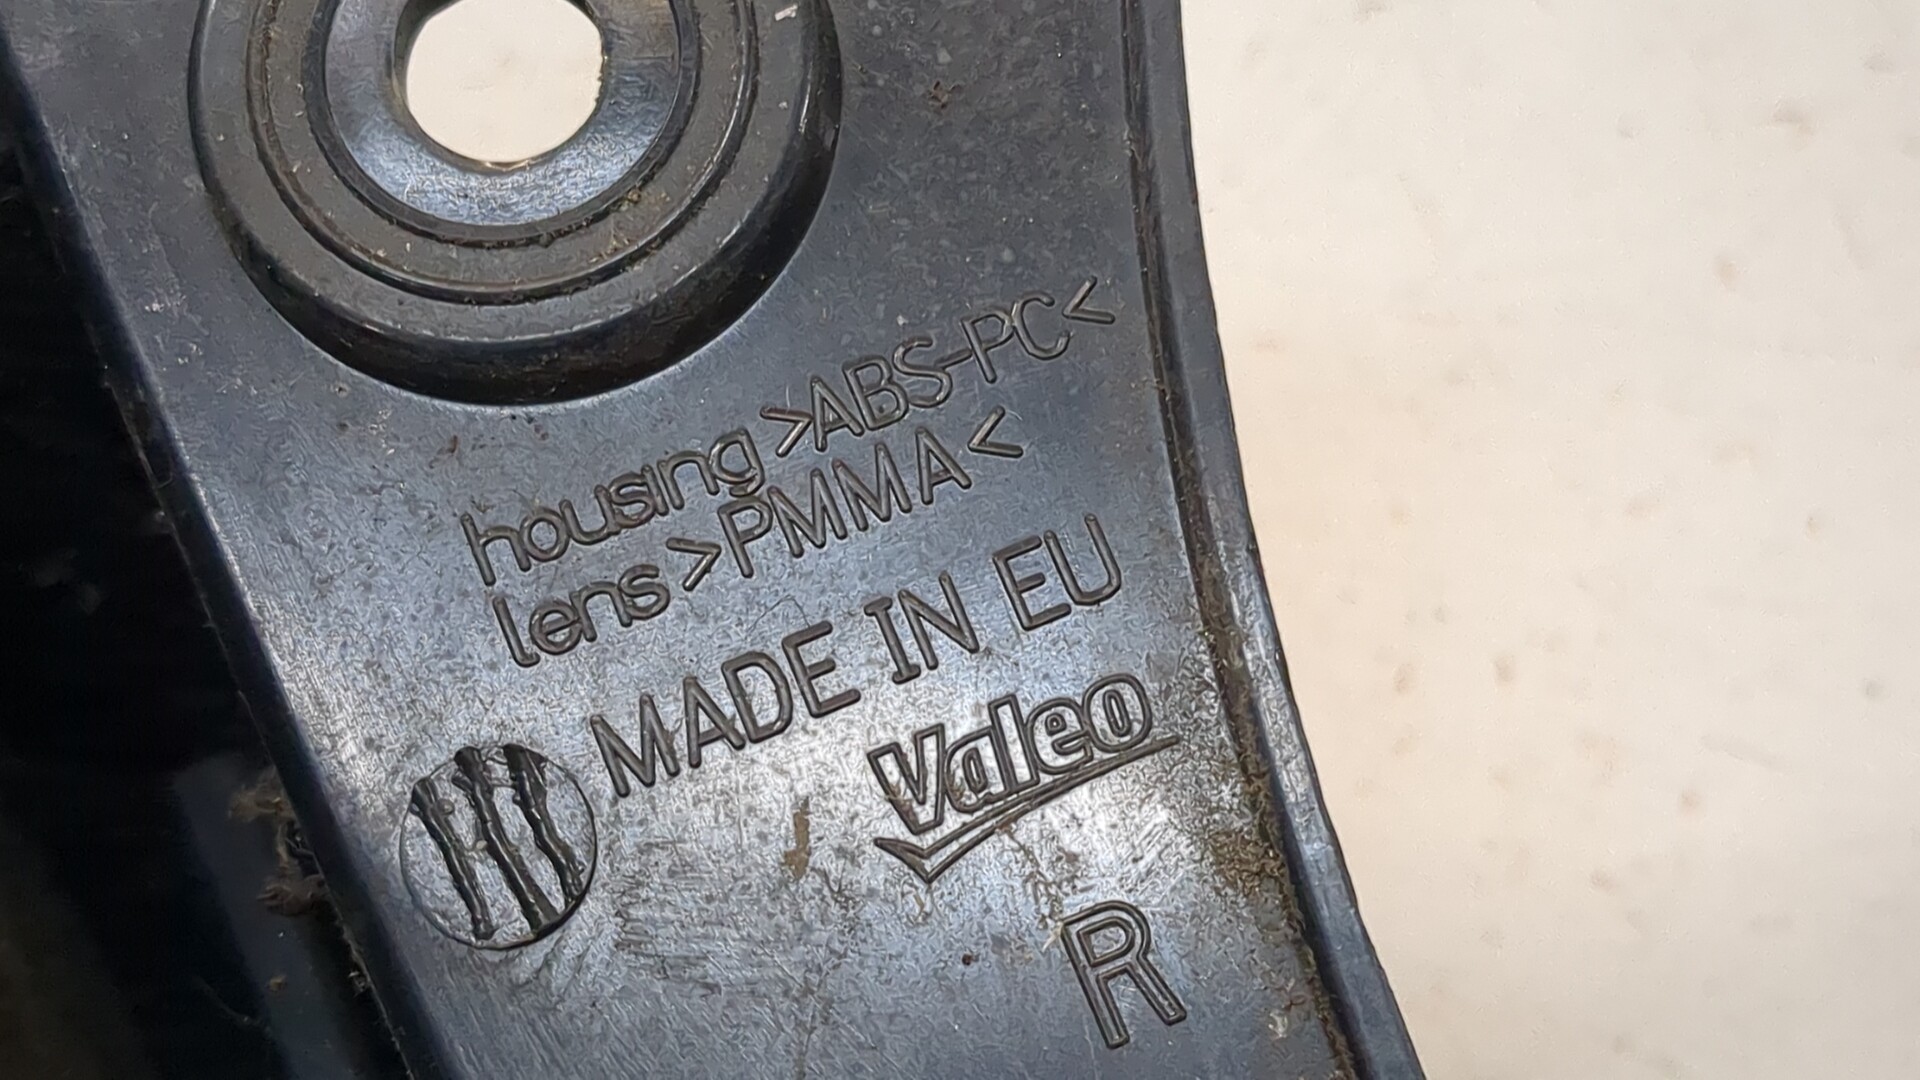 housing >ABS-PC<
lens >PMMA<
MADE IN EU
Valeo
R